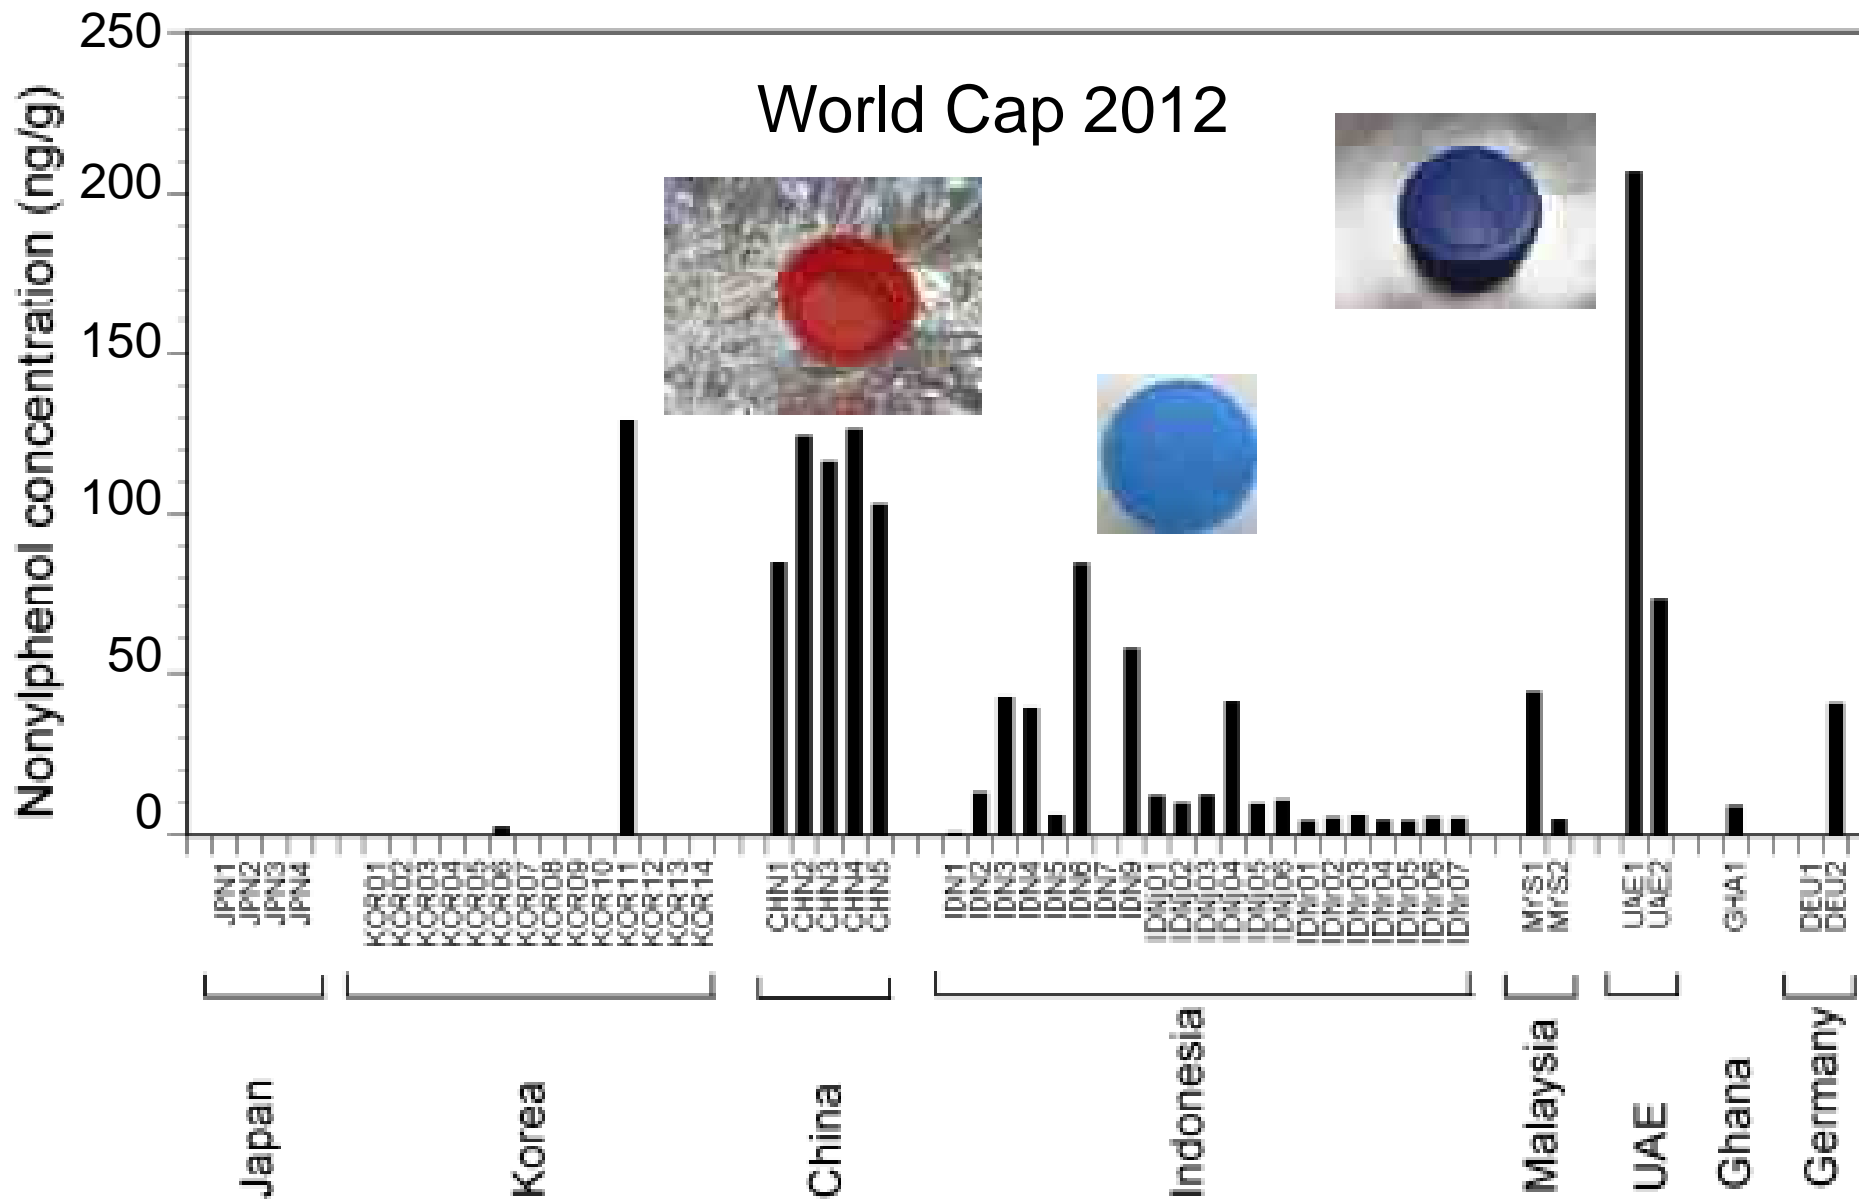 World Cap 2012
Nonylphenol concentration (ng/g)
250
200
150
100
50
0
JPN1
JPN2
JPN3
JPN4
KOR01
KOR02
KOR03
KOR04
KOR05
KOR06
KOR07
KOR08
KOR09
KOR10
KOR11
KOR12
KOR13
KOR14
CHN1
CHN2
CHN3
CHN4
CHN5
IDN1
IDN2
IDN3
IDN4
IDN5
IDN6
IDN7
IDN9
MYS1
MYS2
UAE1
UAE2
GHA1
DEU1
DEU2
Japan
Korea
China
Indonesia
Malaysia
UAE
Ghana
Germany